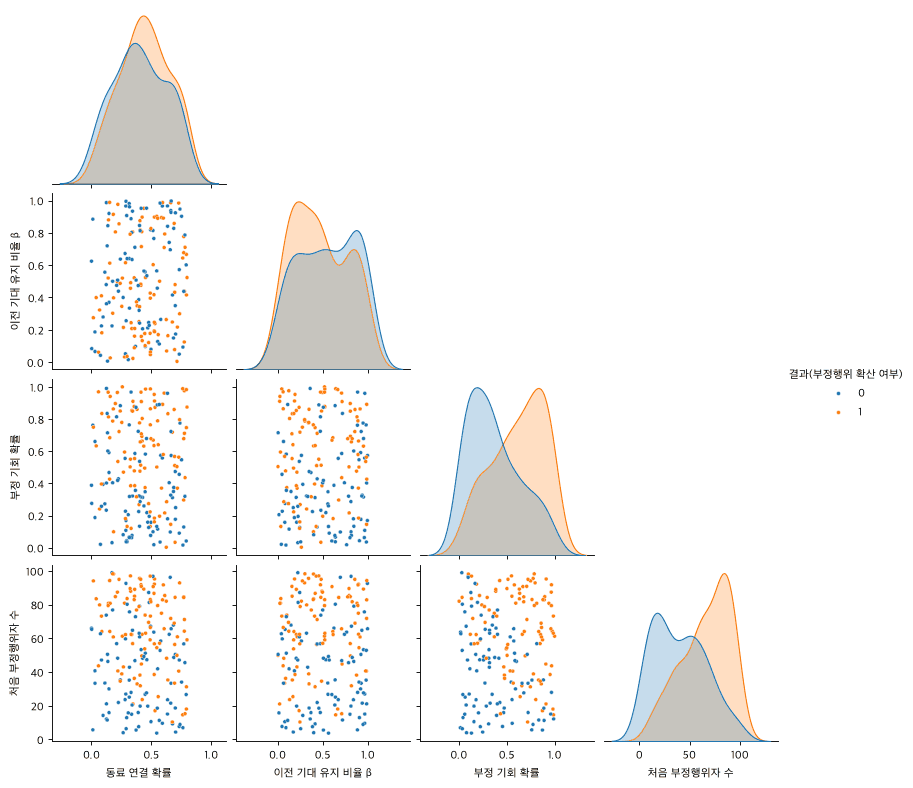 1.0
0.8
0.6
0.4
0.2
0.0
이전 기대 유지 비율 β
1.0
0.8
0.6
0.4
0.2
0.0
부정 기회 확률
결과(부정행위 확산 여부)
0
1
100
80
60
40
20
0
처음 부정행위자 수
0.0 0.5 1.0
동료 연결 확률
0.0 0.5 1.0
이전 기대 유지 비율 β
0.0 0.5 1.0
부정 기회 확률
0 50 100
처음 부정행위자 수